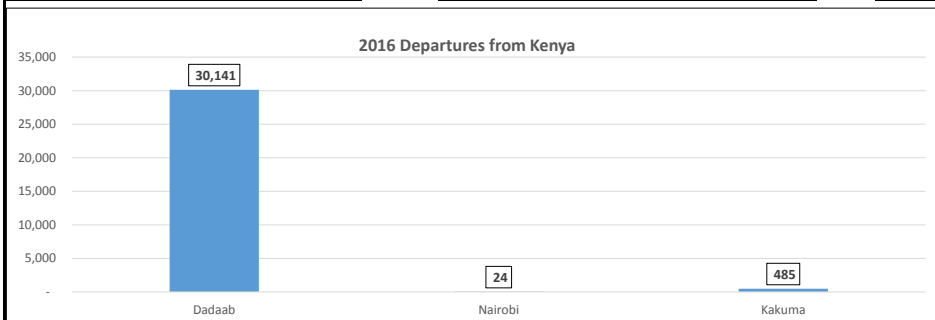 2016 Departures from Kenya
35,000
30,000
25,000
20,000
15,000
10,000
5,000
-
30,141
24
485
Dadaab
Nairobi
Kakuma